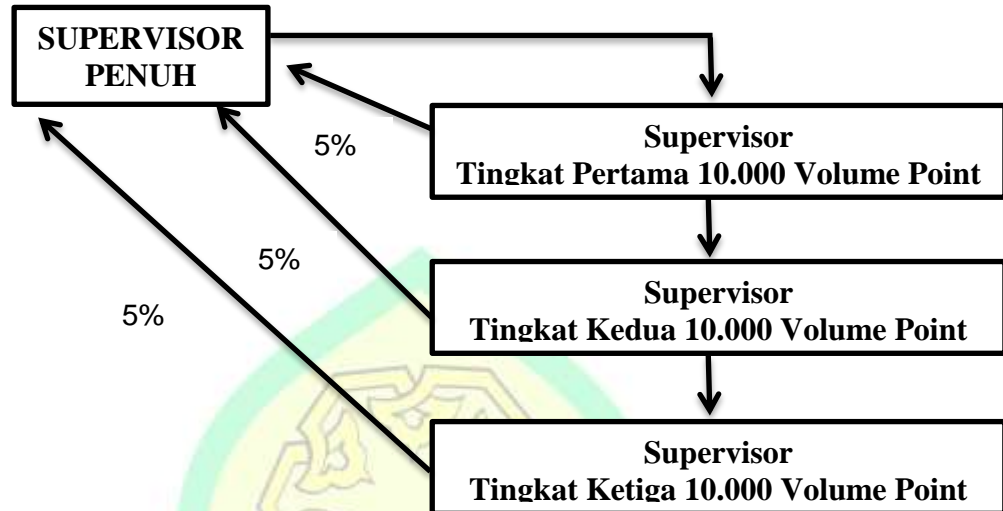 SUPERVISOR
PENUH
5%
Supervisor
Tingkat Pertama 10.000 Volume Point
5%
Supervisor
Tingkat Kedua 10.000 Volume Point
5%
Supervisor
Tingkat Ketiga 10.000 Volume Point